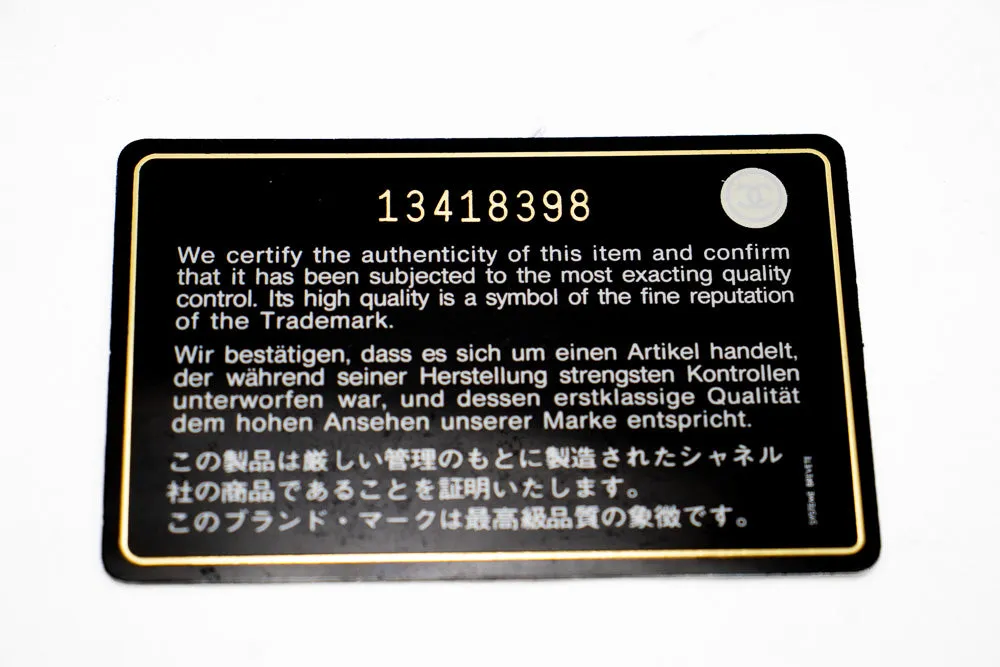 13418398
We certify the authenticity of this item and confirm
that it has been subjected to the most exacting quality
control. Its high quality is a symbol of the fine reputation
of the Trademark.
Wir bestätigen, dass es sich um einen Artikel handelt,
der während seiner Herstellung strengsten Kontrollen
unterworfen war, und dessen erstklassige Qualität
dem hohen Ansehen unserer Marke entspricht.
この製品は厳しい管理のもとに製造されたシャネル
社の商品であることを証明いたします。
このブランド・マークは最高級品質の象徴です。
SYSTEME BREVETE